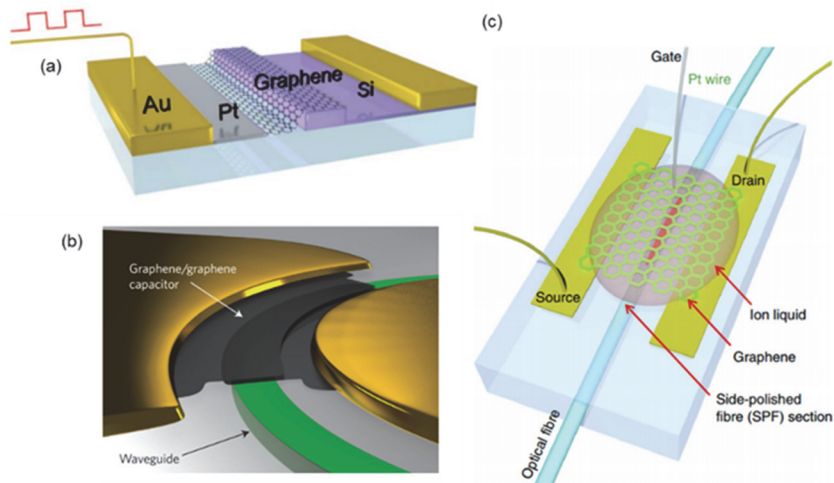 (a)
Au
Pt
Graphene
Si
(b)
Graphene/graphene
capacitor
Waveguide
(c)
Gate
Pt wire
Drain
Source
Ion liquid
Graphene
Side-polished
fibre (SPF) section
Optical fibre